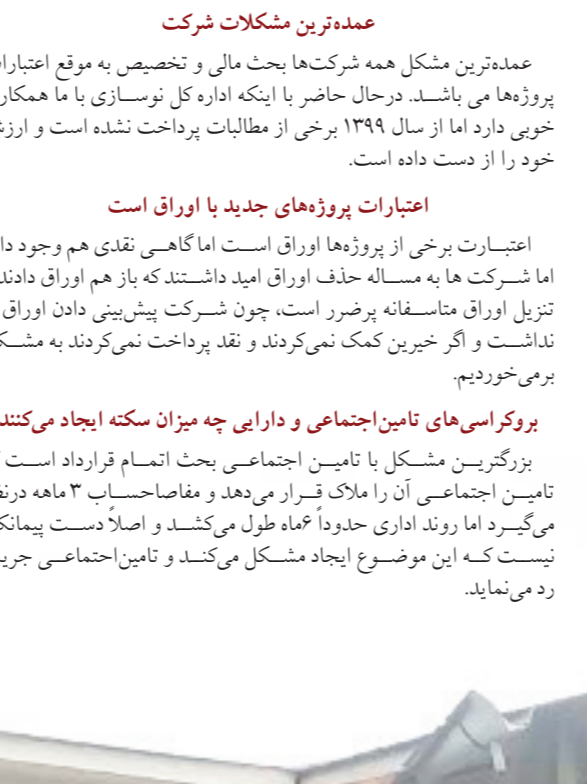 عمده‌ترین مشکلات شرکت
عمده‌ترین مشکل همه شرکت‌ها بحث مالی و تخصیص به موقع اعتبارات
پروژه‌ها می باشد. درحال حاضر با اینکه اداره کل نوسازی با ما همکار
خوبی دارد اما از سال ۱۳۹۹ برخی از مطالبات پرداخت نشده است و ارزش
خود را از دست داده است.
اعتبارات پروژه‌های جدید با اوراق است
اعتبارت برخی از پروژه‌ها اوراق است اما گاهی نقدی هم وجود دا
اما شرکت ها به مساله حذف اوراق امید داشتند که باز هم اوراق دادند
تنزیل اوراق متاسفانه پرضرر است، چون شرکت پیش‌بینی دادن اوراق
نداشت و اگر خیرین کمک نمی‌کردند و نقد پرداخت نمی‌کردند به مشک
برمی‌خوردیم.
بروکراسی‌های تامین‌اجتماعی و دارایی چه میزان سکته ایجاد می‌کنند
بزرگترین مشکل با تامین اجتماعی بحث اتمام قرارداد است
تامین اجتماعی آن را ملاک قرار می‌دهد و مفاصاحساب ۳ ماهه درنظ
می‌گیرد اما روند اداری حدوداً ۶ماه طول می‌کشد و اصلاً دست پیمانک
نیست که این موضوع ایجاد مشکل می‌کند و تامین‌احتماعی جری
رد می‌نماید.